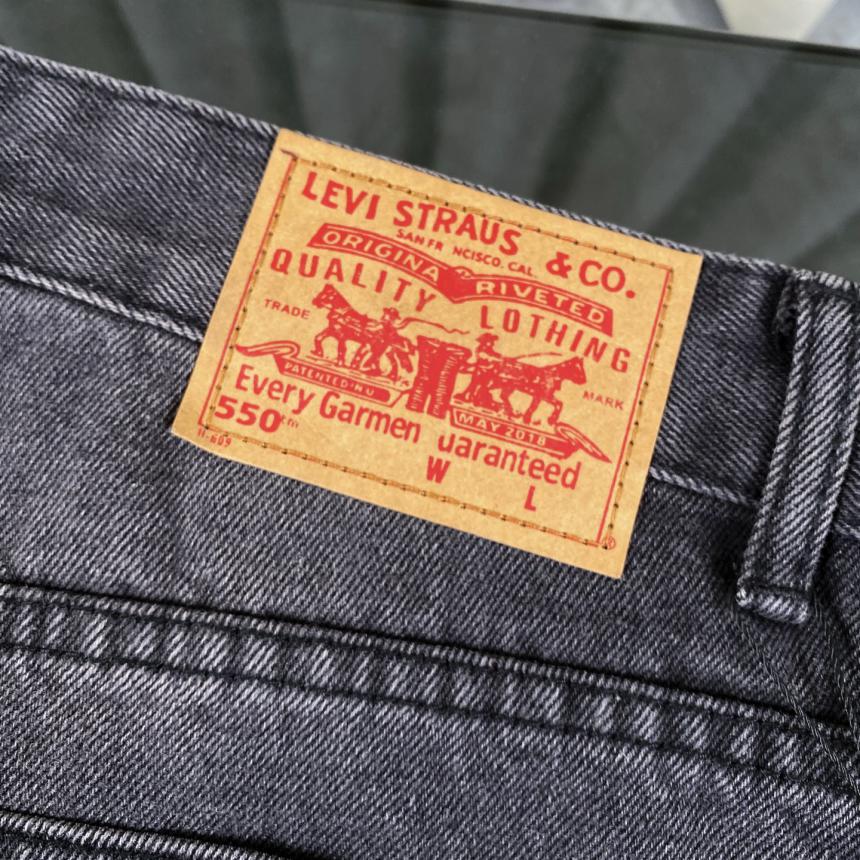 LEVI STRAUS &CO.
SAN FR NCISCO. CAL
ORIGINA RIVETED
QUALITY LOTHING
TRADE MARK
PATENTED IN U
MAY 2018
Every Garmen uaranteed
550
W
L
®